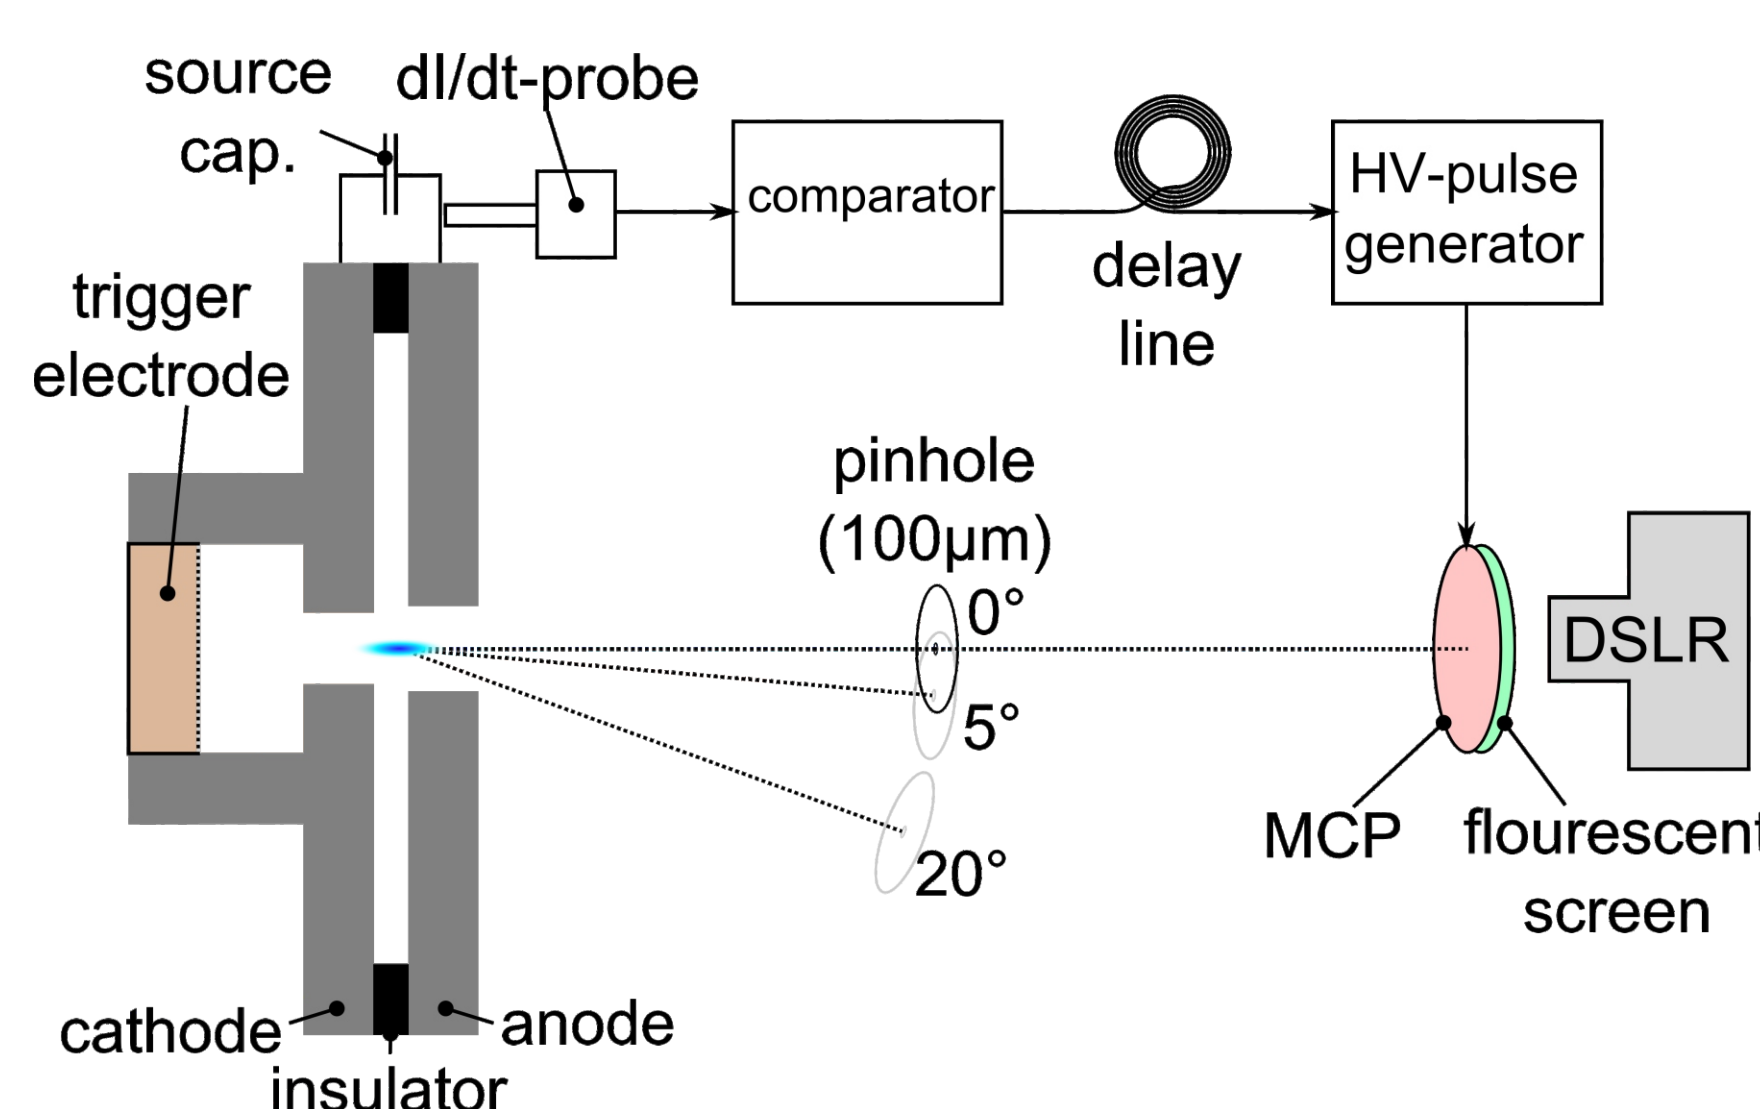 source
cap.
dI/dt-probe
comparator
delay
line
HV-pulse
generator
trigger
electrode
pinhole
(100µm)
0°
5°
20°
DSLR
MCP
flourescent
screen
cathode
anode
insulator